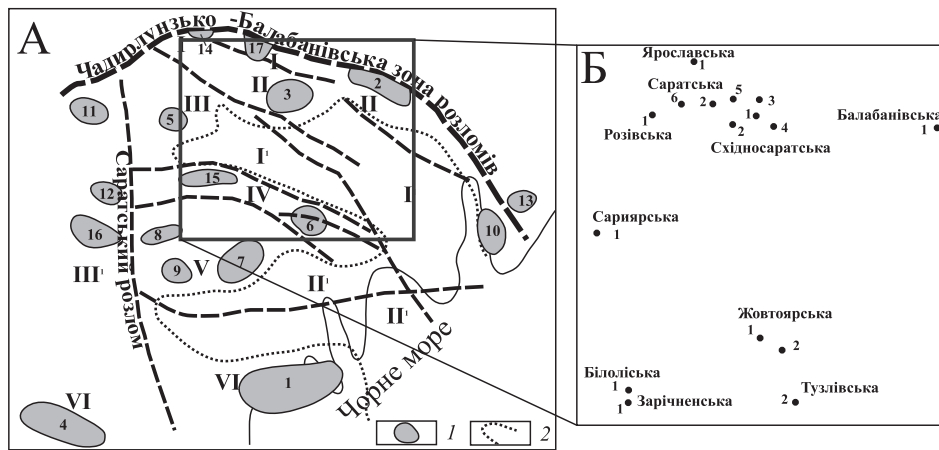 А
Чадирлунзько -Балабанівська зона розломів
14
17
I
II
2
3
II
III
11
5
I¹
I
15
IV
12
6
13
10
16
8
9
V
7
III¹
II¹
II¹
Саратський розлом
VI
1
VI
4
Чорне море
1
2
Б
Ярославська
1
Саратська
6
2
5
3
1
1
Розівська
2
4
Східносаратська
Балабанівська
1
Сариярська
1
Жовтоярська
1
2
Білоліська
1
1
Зарічненська
Тузлівська
2